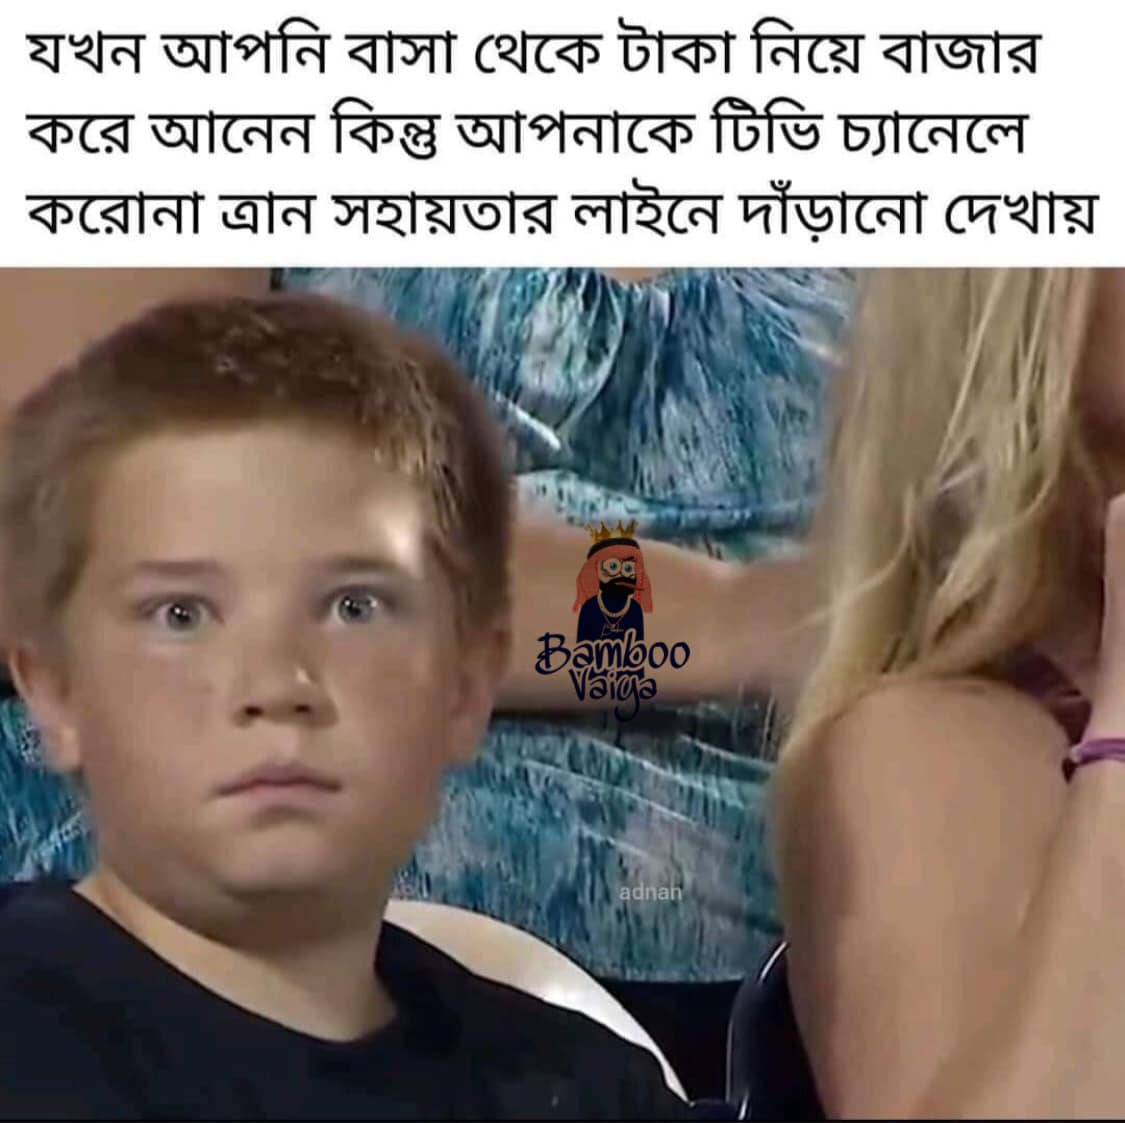 যখন আপনি বাসা থেকে টাকা নিয়ে বাজার
করে আনেন কিন্তু আপনাকে টিভি চ্যানেলে
করোনা ত্রান সহায়তার লাইনে দাঁড়ানো দেখায়
Bamboo
Vaiya
adnan